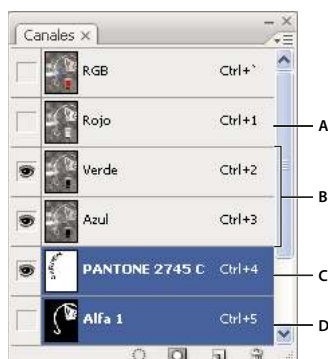 Canales ×
RGB Ctrl+`
Rojo Ctrl+1
A
Verde Ctrl+2
B
Azul Ctrl+3
PANTONE 2745 C Ctrl+4
C
Alfa 1 Ctrl+5
D